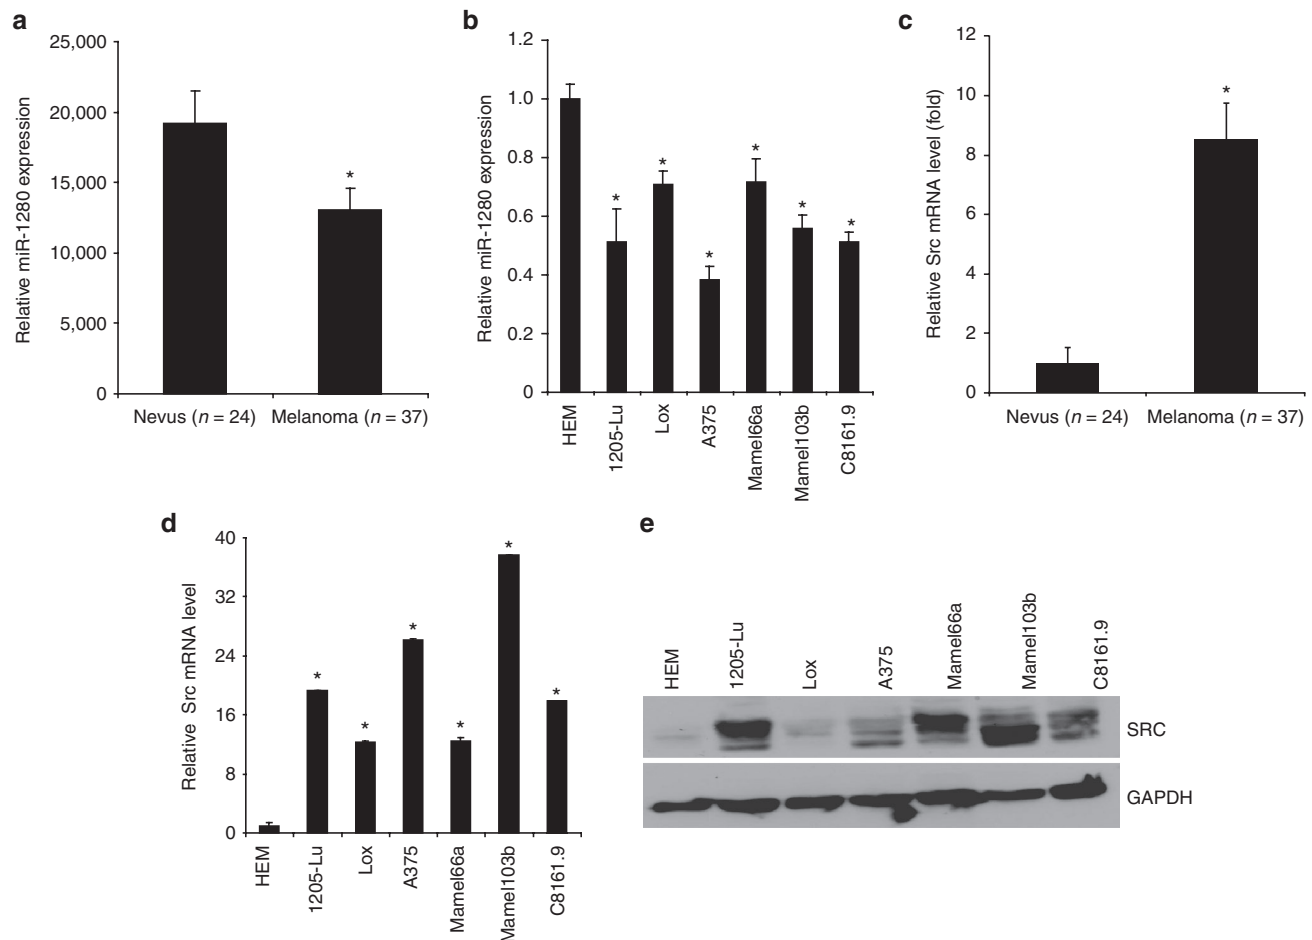 a
Relative miR-1280 expression
25,000
20,000
15,000
10,000
5,000
0
*
Nevus (n = 24)
Melanoma (n = 37)
b
Relative miR-1280 expression
1.2
1.0
0.8
0.6
0.4
0.2
0
*
*
*
*
*
*
HEM
1205-Lu
Lox
A375
Mamel66a
Mamel103b
C8161.9
c
Relative Src mRNA level (fold)
12
10
8
6
4
2
0
*
Nevus (n = 24)
Melanoma (n = 37)
d
Relative Src mRNA level
40
32
24
16
8
0
*
*
*
*
*
*
HEM
1205-Lu
Lox
A375
Mamel66a
Mamel103b
C8161.9
e
HEM
1205-Lu
Lox
A375
Mamel66a
Mamel103b
C8161.9
SRC
GAPDH